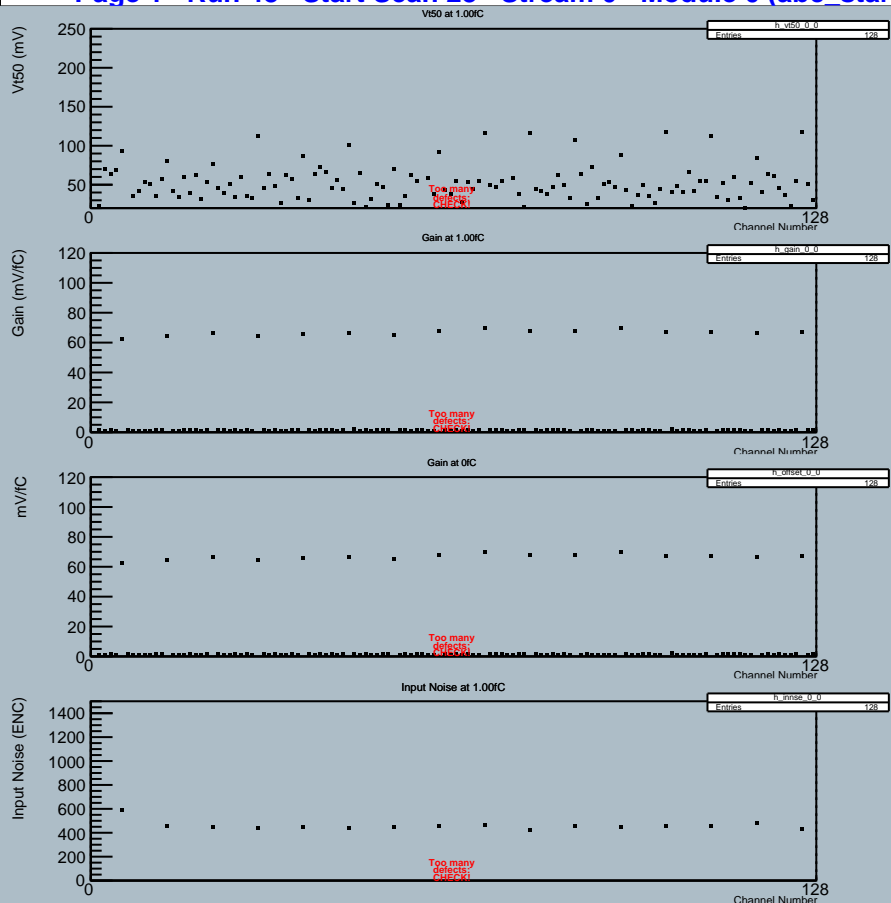 Page 1 - Run 43 - Start Scan 23 - Stream 0 - Module 0 (abc_star
Vt50 at 1.00fC
h_vt50_0_0
Entries 128
Vt50 (mV)
250
200
150
100
50
Too many
defects:
CHECK!
0
128
Channel Number
Gain at 1.00fC
h_gain_0_0
Entries 128
Gain (mV/fC)
120
100
80
60
40
20
0
Too many
defects:
CHECK!
0
128
Channel Number
Gain at 0fC
h_offset_0_0
Entries 128
mV/fC
120
100
80
60
40
20
0
Too many
defects:
CHECK!
0
128
Channel Number
Input Noise at 1.00fC
h_innse_0_0
Entries 128
Input Noise (ENC)
1400
1200
1000
800
600
400
200
0
Too many
defects:
CHECK!
0
128
Channel Number